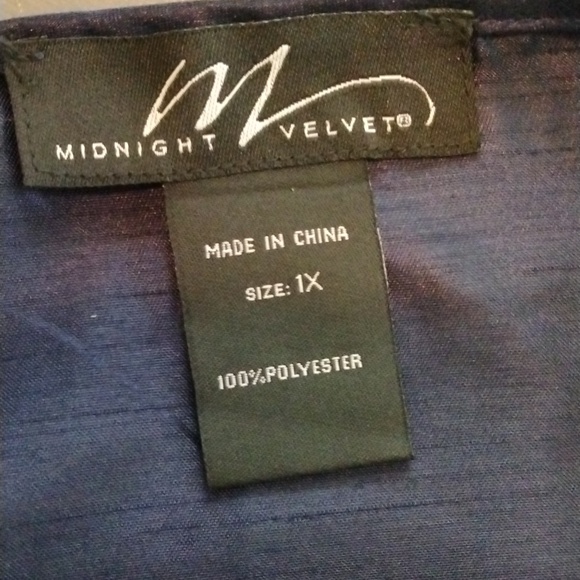 M
MIDNIGHT VELVET®
MADE IN CHINA
SIZE: 1X
100%POLYESTER